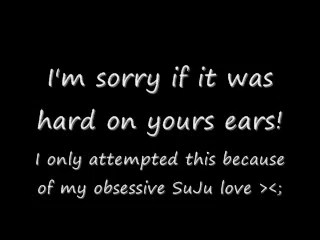 I'm sorry if it was
hard on yours ears!
I only attempted this because
of my obsessive SuJu love ><;